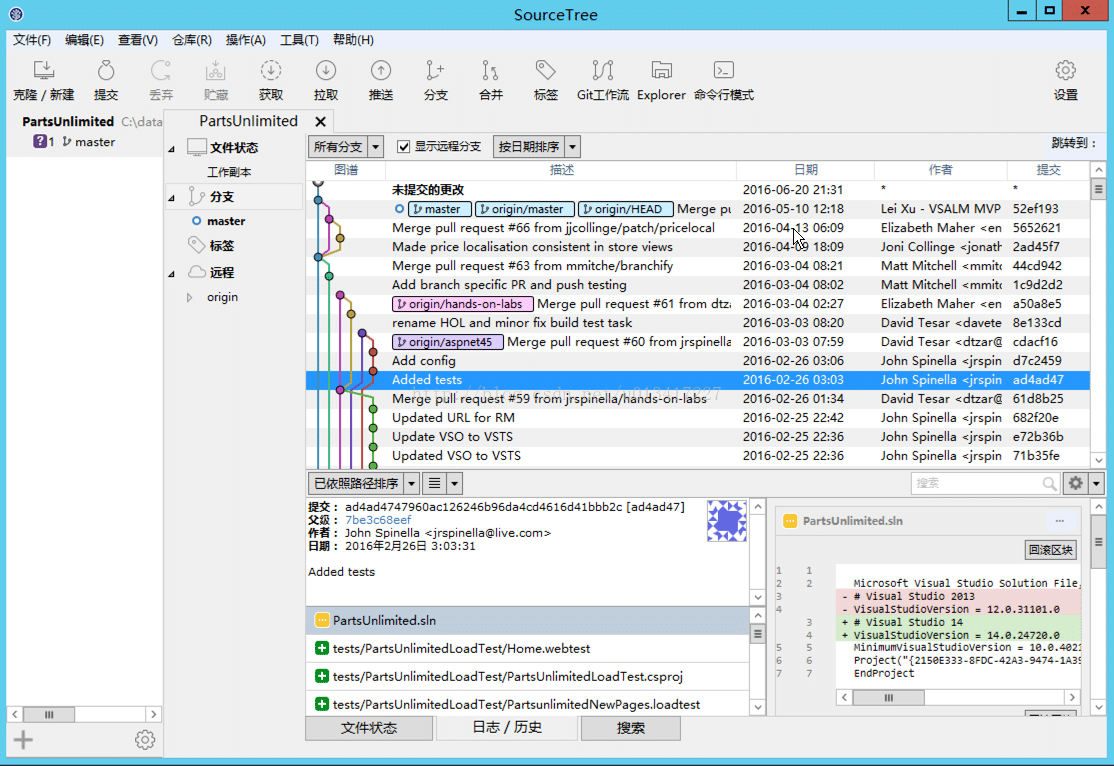 SourceTree
文件(F) 编辑(E) 查看(V) 仓库(R) 操作(A) 工具(T) 帮助(H)
克隆 / 新建 提交 丢弃 贮藏 获取 拉取 推送 分支 合并 标签 Git工作流 Explorer 命令行模式 设置
PartsUnlimited C:\data
?1 master
PartsUnlimited
文件状态
工作副本
分支
master
标签
远程
origin
所有分支 显示远程分支 按日期排序 跳转到：
图谱 描述 日期 作者 提交
未提交的更改 2016-06-20 21:31 * *
master origin/master origin/HEAD Merge pu 2016-05-10 12:18 Lei Xu - VSALM MVP 52ef193
Merge pull request #66 from jjcollinge/patch/pricelocal 2016-04-13 06:09 Elizabeth Maher <en 5652621
Made price localisation consistent in store views 2016-04-09 18:09 Joni Collinge <jonath 2ad45f7
Merge pull request #63 from mmitche/branchify 2016-03-04 08:21 Matt Mitchell <mmitc 44cd942
Add branch specific PR and push testing 2016-03-04 08:02 Matt Mitchell <mmitc 1c9d2d2
origin/hands-on-labs Merge pull request #61 from dtza 2016-03-04 02:27 Elizabeth Maher <en a50a8e5
rename HOL and minor fix build test task 2016-03-03 08:20 David Tesar <davete 8e133cd
origin/aspnet45 Merge pull request #60 from jrspinella 2016-03-03 07:59 David Tesar <dtzar@ cdacf16
Add config 2016-02-26 03:06 John Spinella <jrspin d7c2459
Added tests 2016-02-26 03:03 John Spinella <jrspin ad4ad47
Merge pull request #59 from jrspinella/hands-on-labs 2016-02-26 01:34 David Tesar <dtzar@ 61d8b25
Updated URL for RM 2016-02-25 22:42 John Spinella <jrspin 682f20e
Update VSO to VSTS 2016-02-25 22:36 John Spinella <jrspin e72b36b
Updated VSO to VSTS 2016-02-25 22:36 John Spinella <jrspin 71b35fe
已依照路径排序 搜索
提交： ad4ad4747960ac126246b96da4cd4616d41bbb2c [ad4ad47]
父级： 7be3c68eef
作者： John Spinella <jrspinella@live.com>
日期： 2016年2月26日 3:03:31
Added tests
PartsUnlimited.sln
tests/PartsUnlimitedLoadTest/Home.webtest
tests/PartsUnlimitedLoadTest/PartsUnlimitedLoadTest.csproj
tests/PartsUnlimitedLoadTest/PartsunlimitedNewPages.loadtest
PartsUnlimited.sln ...
回滚区块
1 1
2 2 Microsoft Visual Studio Solution File,
3 - # Visual Studio 2013
4 - VisualStudioVersion = 12.0.31101.0
3 + # Visual Studio 14
4 + VisualStudioVersion = 14.0.24720.0
5 5 MinimumVisualStudioVersion = 10.0.4021
6 6 Project("{2150E333-8FDC-42A3-9474-1A39
7 7 EndProject
文件状态 日志 / 历史 搜索